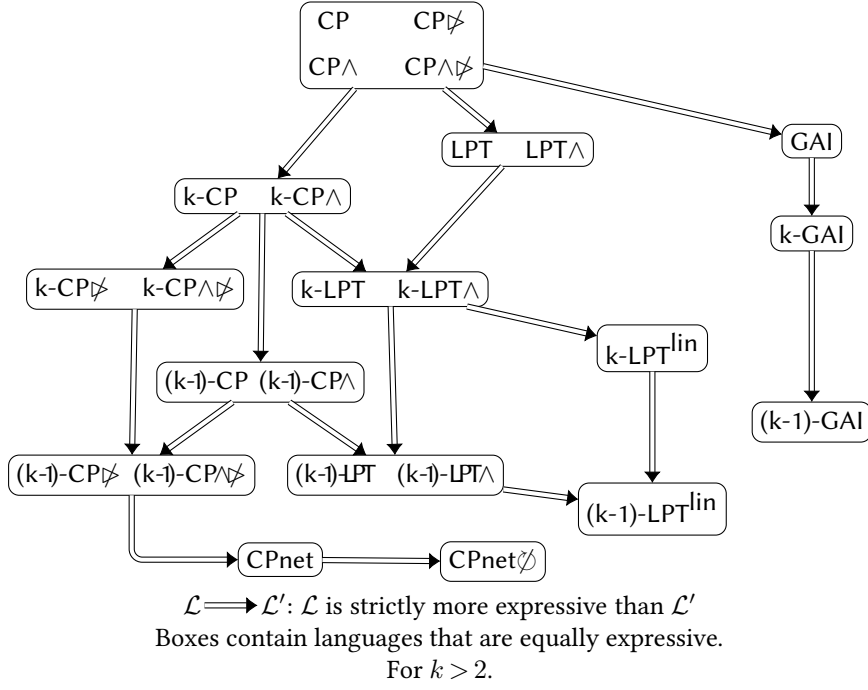 CP CP⋫
CP∧ CP∧⋫
LPT LPT∧
GAI
k-CP k-CP∧
k-GAI
k-CP⋫ k-CP∧⋫
k-LPT k-LPT∧
k-LPT^lin
(k-1)-CP (k-1)-CP∧
(k-1)-GAI
(k-1)-CP⋫ (k-1)-CP∧⋫
(k-1)-LPT (k-1)-LPT∧
(k-1)-LPT^lin
CPnet
CPnet⟳̸
ℒ ⟹ ℒ′: ℒ is strictly more expressive than ℒ′
Boxes contain languages that are equally expressive.
For k > 2.